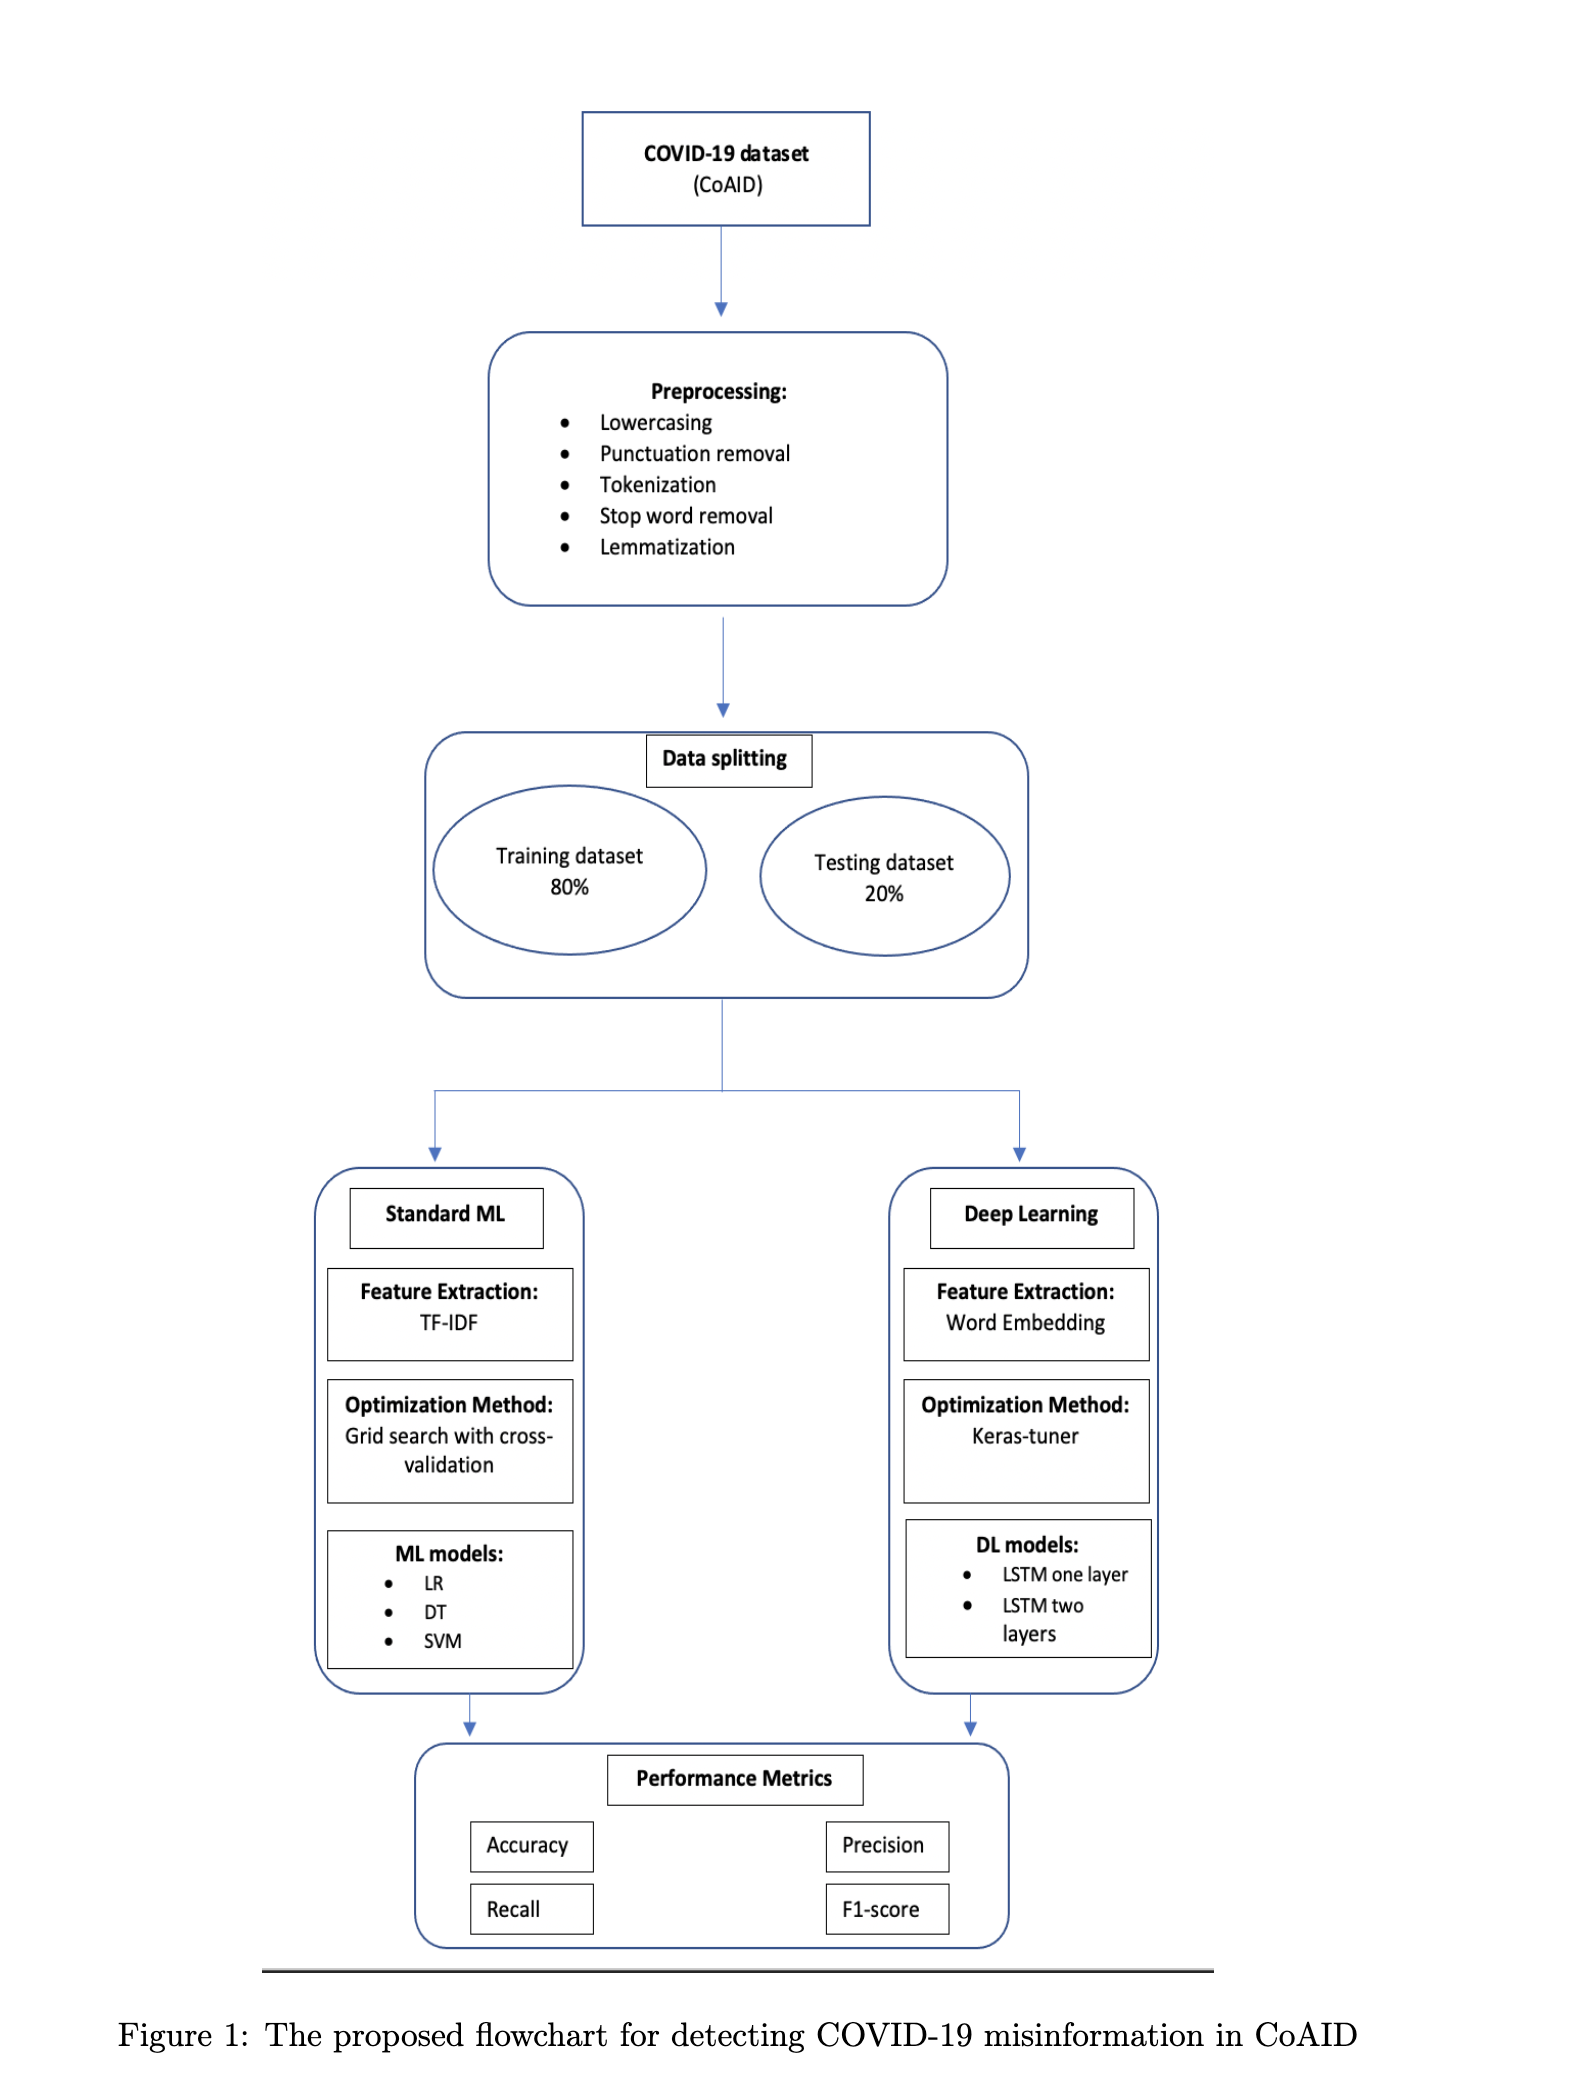 COVID-19 dataset
(CoAID)
Preprocessing:
• Lowercasing
• Punctuation removal
• Tokenization
• Stop word removal
• Lemmatization
Data splitting
Training dataset
80%
Testing dataset
20%
Standard ML
Feature Extraction:
TF-IDF
Optimization Method:
Grid search with cross-
validation
ML models:
• LR
• DT
• SVM
Deep Learning
Feature Extraction:
Word Embedding
Optimization Method:
Keras-tuner
DL models:
• LSTM one layer
• LSTM two
layers
Performance Metrics
Accuracy
Precision
Recall
F1-score
Figure 1: The proposed flowchart for detecting COVID-19 misinformation in CoAID